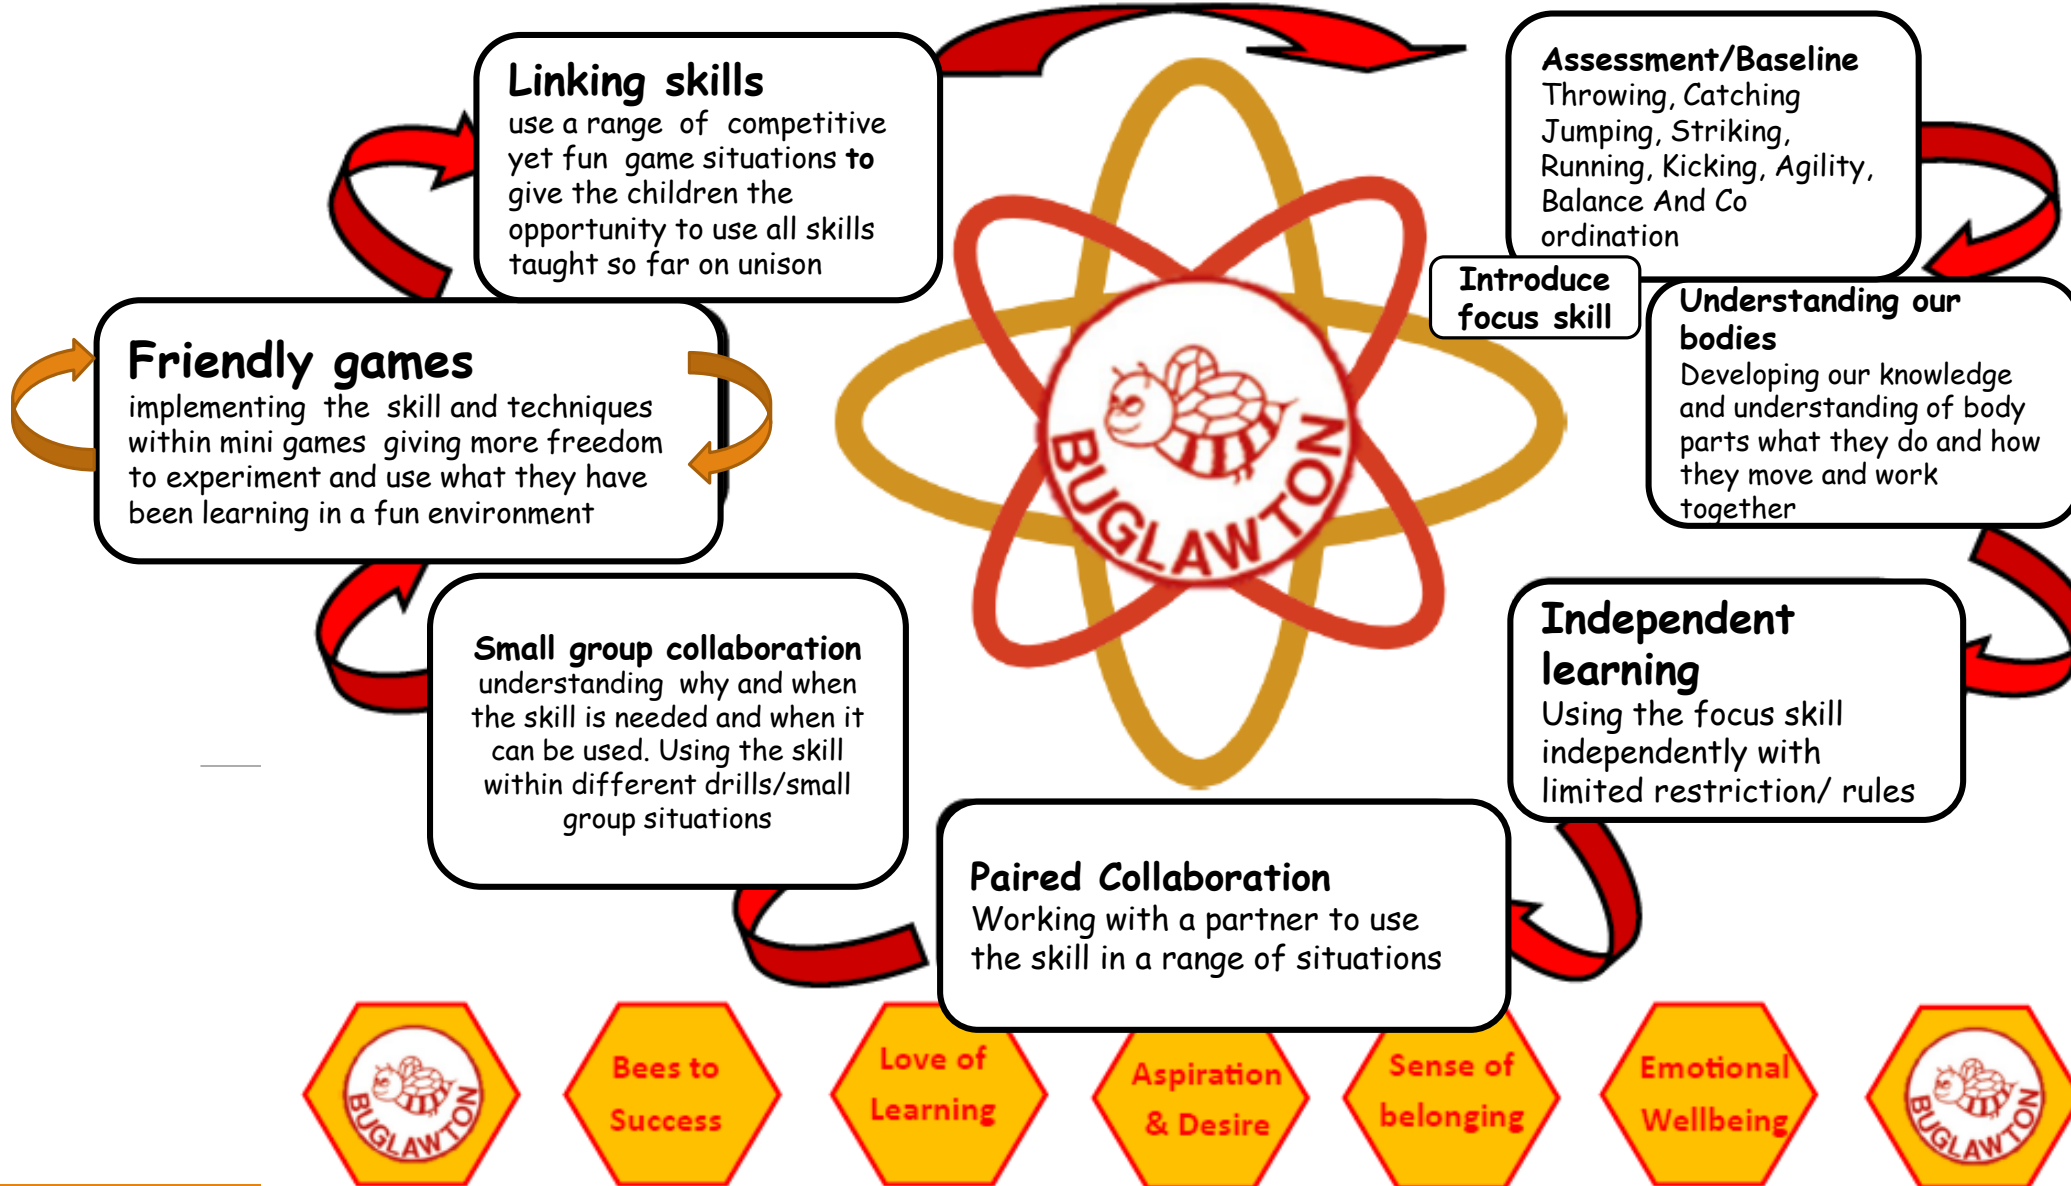 Linking skills
use a range of competitive
yet fun game situations to
give the children the
opportunity to use all skills
taught so far on unison
Assessment/Baseline
Throwing, Catching
Jumping, Striking,
Running, Kicking, Agility,
Balance And Co
ordination
Introduce
focus skill
Understanding our
bodies
Developing our knowledge
and understanding of body
parts what they do and how
they move and work
together
Friendly games
implementing the skill and techniques
within mini games giving more freedom
to experiment and use what they have
been learning in a fun environment
BUGLAWTON
Independent
learning
Using the focus skill
independently with
limited restriction/ rules
Small group collaboration
understanding why and when
the skill is needed and when it
can be used. Using the skill
within different drills/small
group situations
Paired Collaboration
Working with a partner to use
the skill in a range of situations
BUGLAWTON
Bees to
Success
Love of
Learning
Aspiration
& Desire
Sense of
belonging
Emotional
Wellbeing
BUGLAWTON